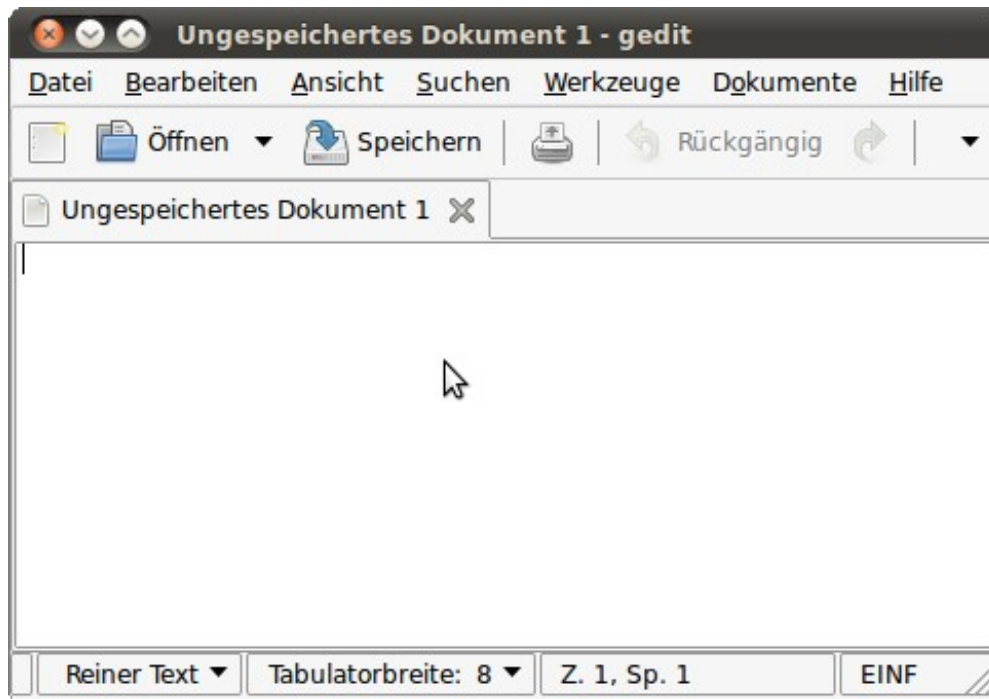 Ungespeichertes Dokument 1 - gedit
Datei Bearbeiten Ansicht Suchen Werkzeuge Dokumente Hilfe
Öffnen Speichern Rückgängig
Ungespeichertes Dokument 1
Reiner Text Tabulatorbreite: 8 Z. 1, Sp. 1 EINF